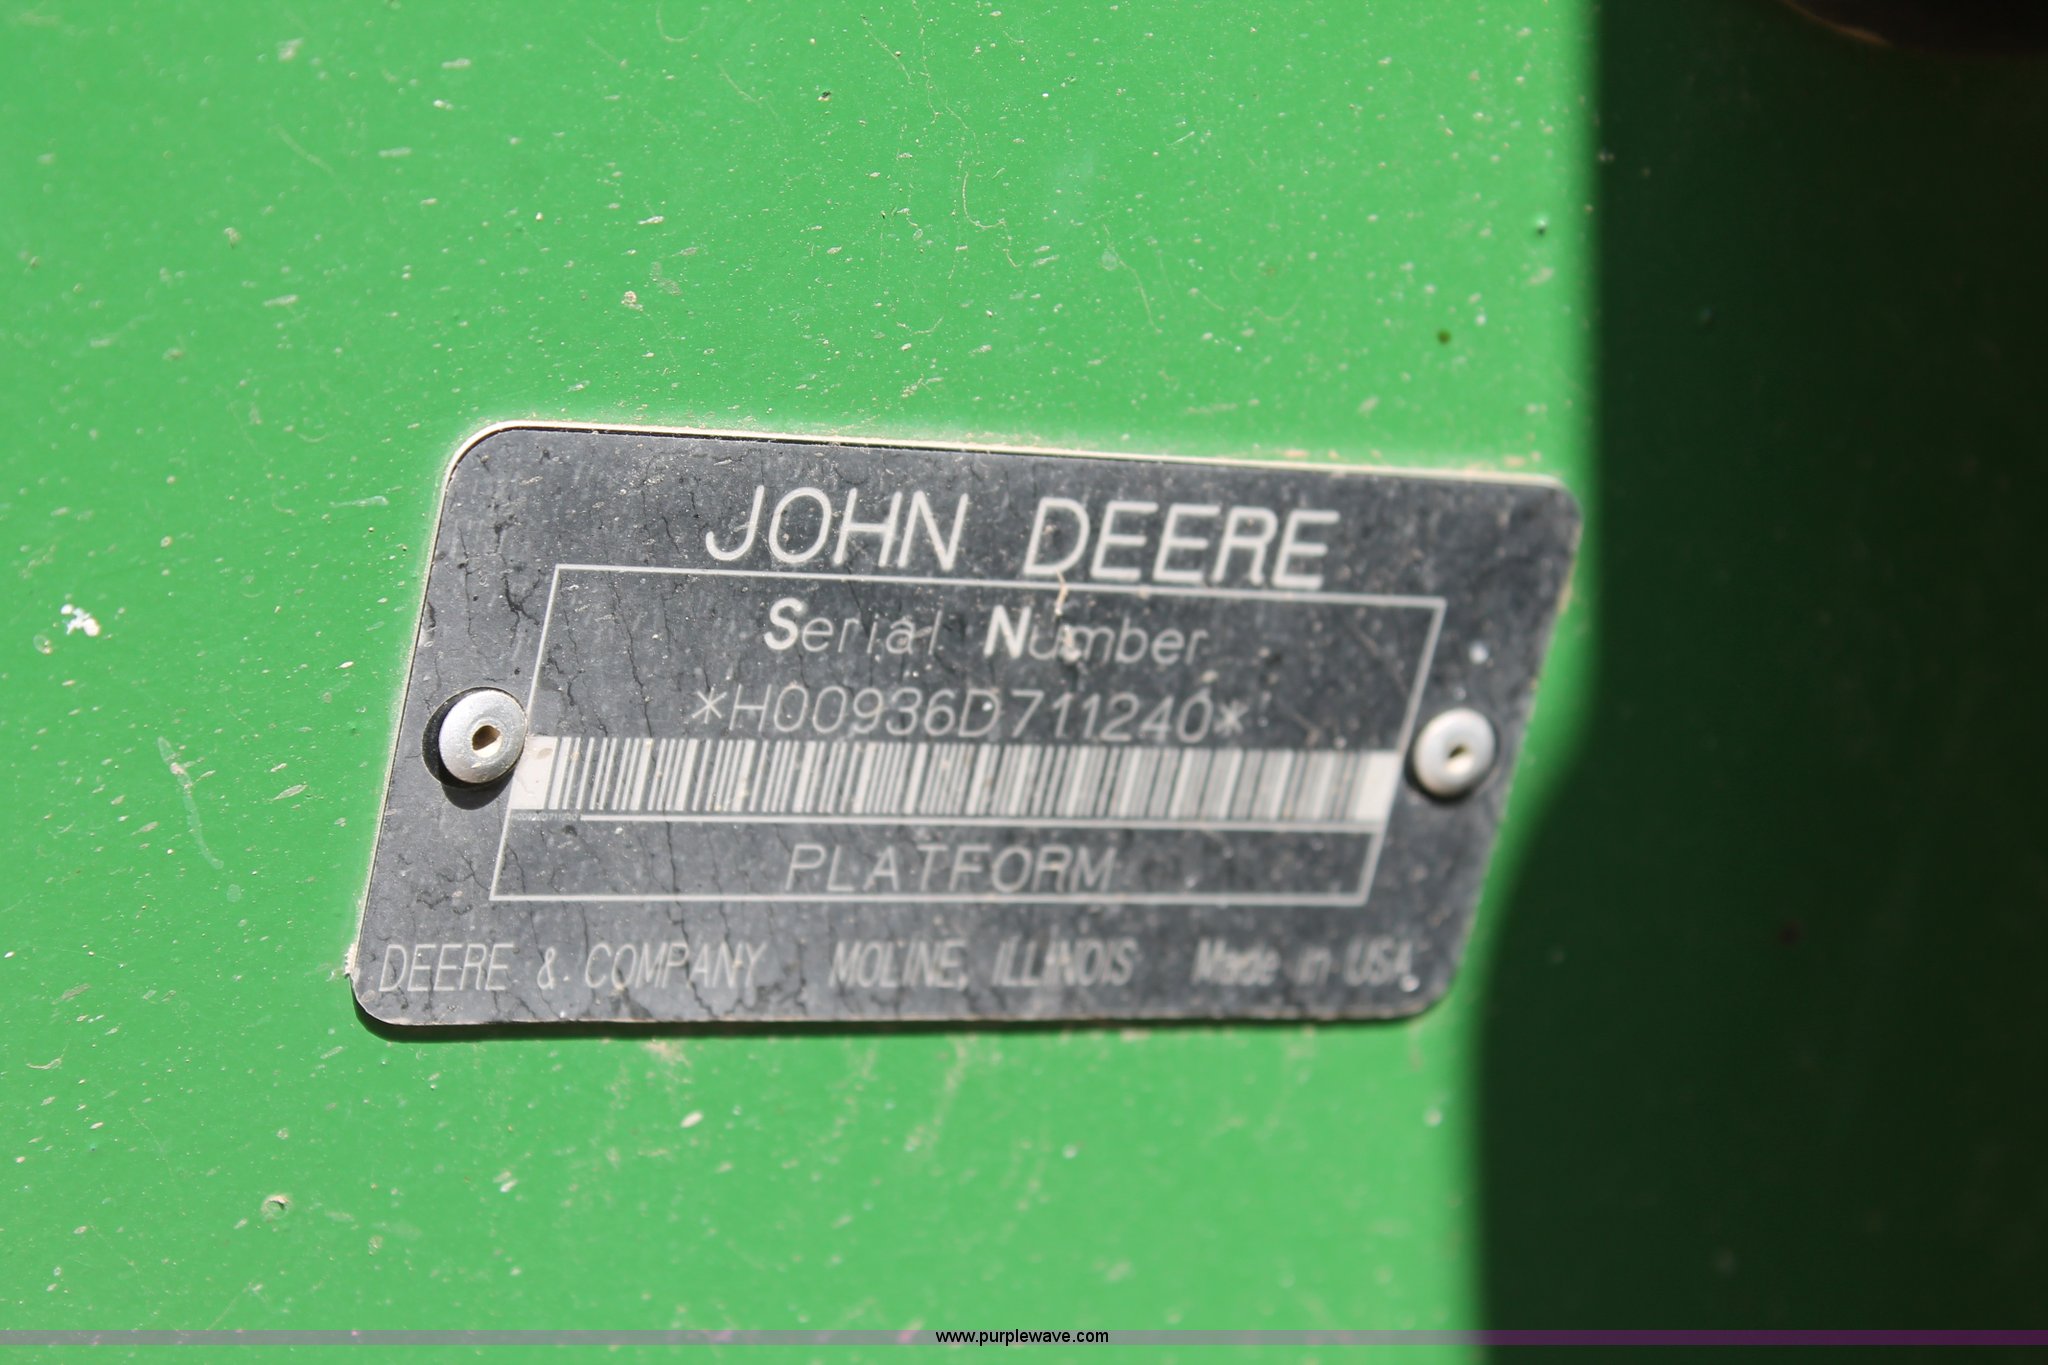 JOHN DEERE
Serial Number
*H00936D711240*
PLATFORM
DEERE & COMPANY MOLINE, ILLINOIS Made in USA
www.purplewave.com